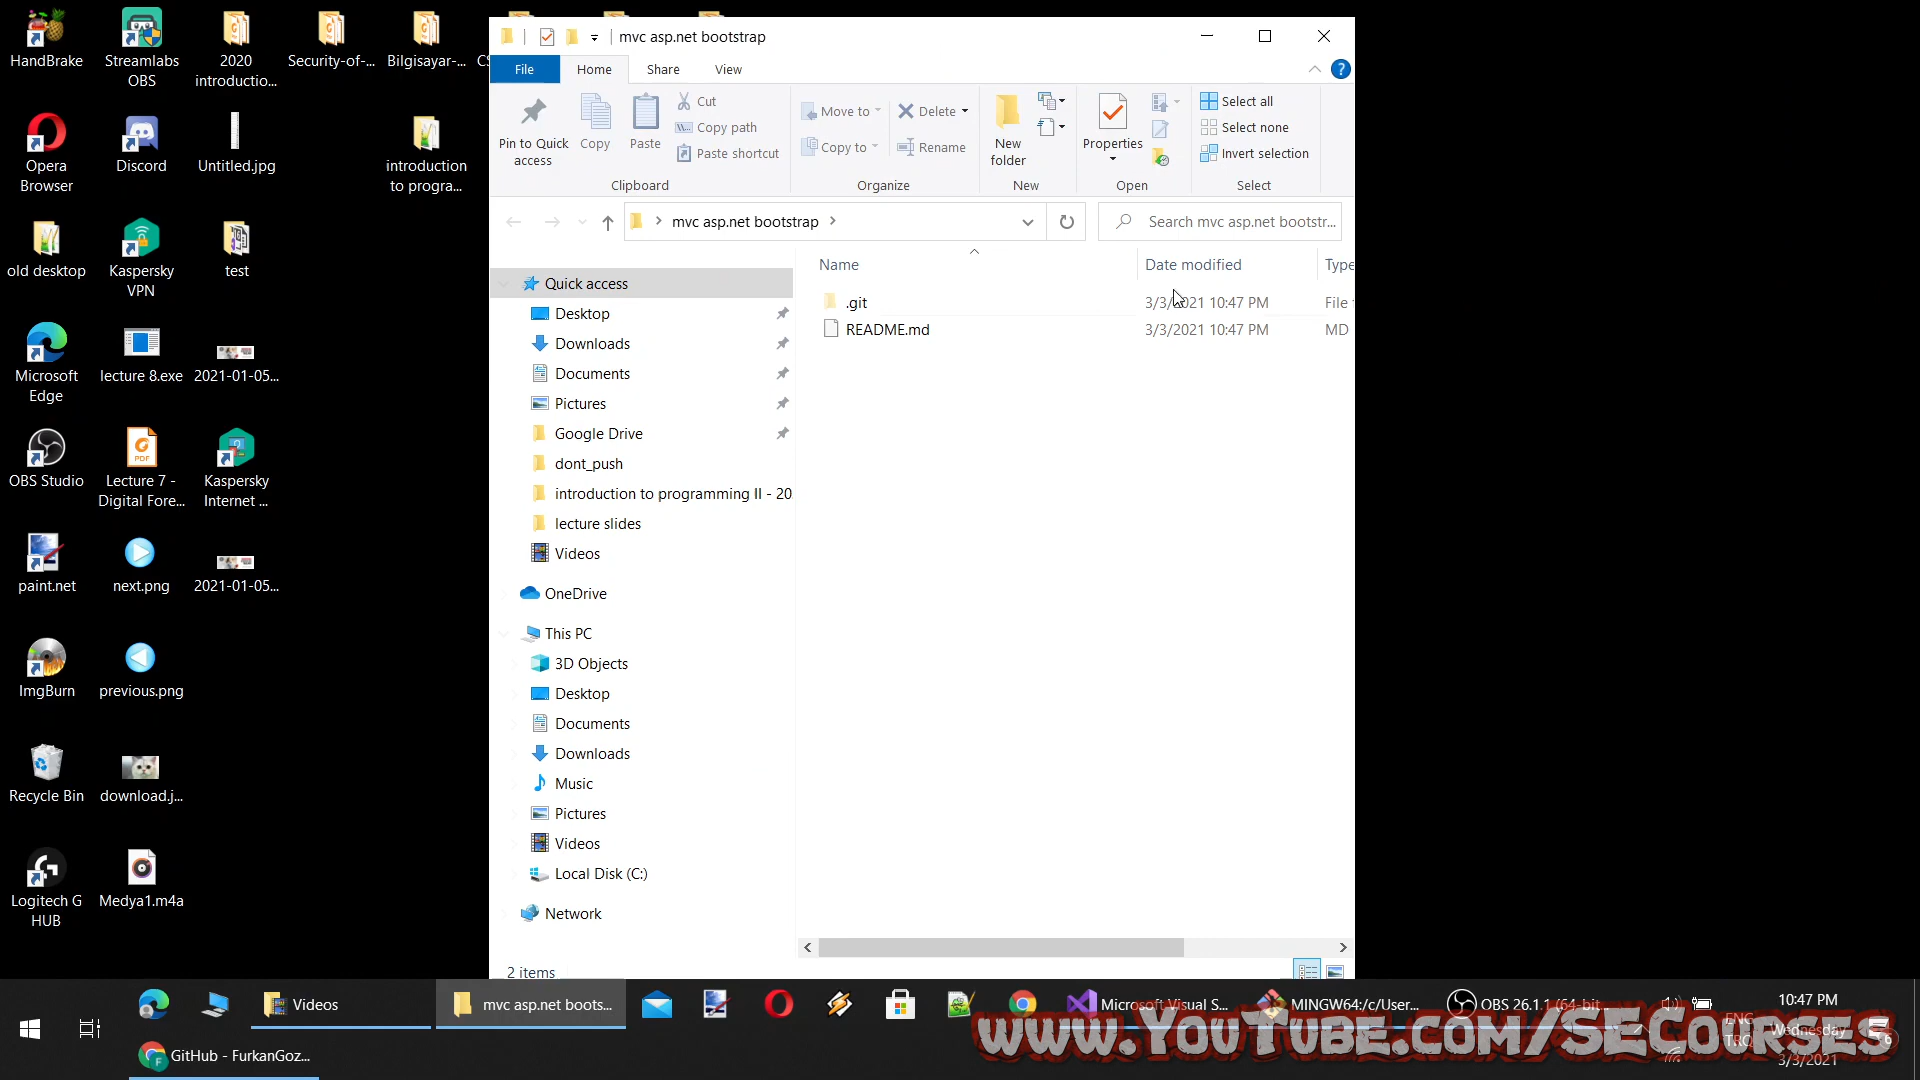 HandBrake
Streamlabs
OBS
2020
introductio...
Security-of-...
Bilgisayar-...
Opera
Browser
Discord
Untitled.jpg
introduction
to progra...
old desktop
Kaspersky
VPN
test
Microsoft
Edge
lecture 8.exe
2021-01-05...
OBS Studio
PDF
Lecture 7 -
Digital Fore...
Kaspersky
Internet ...
paint.net
next.png
2021-01-05...
ImgBurn
previous.png
Recycle Bin
download.j...
Logitech G
HUB
Medya1.m4a
mvc asp.net bootstrap
File
Home
Share
View
Pin to Quick
access
Copy
Paste
Cut
Copy path
Paste shortcut
Clipboard
Move to
Copy to
Delete
Rename
Organize
New
folder
New
Properties
Open
Select all
Select none
Invert selection
Select
mvc asp.net bootstrap
Search mvc asp.net bootstr...
Name
Date modified
Type
.git
3/3/2021 10:47 PM
File
README.md
3/3/2021 10:47 PM
MD
Quick access
Desktop
Downloads
Documents
Pictures
Google Drive
dont_push
introduction to programming II - 20
lecture slides
Videos
OneDrive
This PC
3D Objects
Desktop
Documents
Downloads
Music
Pictures
Videos
Local Disk (C:)
Network
2 items
Videos
mvc asp.net boots...
Microsoft Visual S...
MINGW64:/c/User...
OBS 26.1.1 (64-bit...
10:47 PM
ENG
Wednesday
3/3/2021
GitHub - FurkanGoz...
www.YouTube.com/SECourses